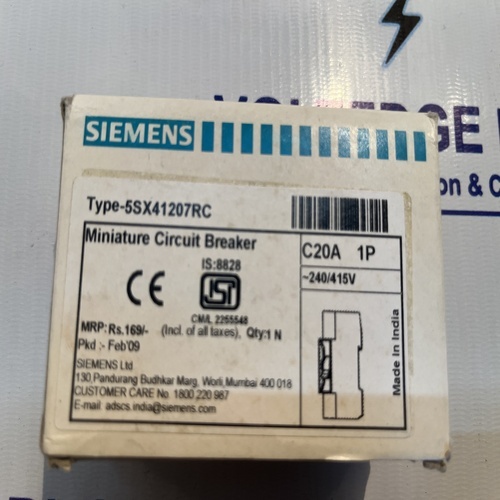 SIEMENS
Type-5SX41207RC
Miniature Circuit Breaker
IS:8828
CE
ISI
CM/L 2255548
MRP: Rs.169/- (Incl. of all taxes), Qty:1 N
Pkd :- Feb'09
SIEMENS Ltd
130,Pandurang Budhkar Marg, Worli,Mumbai 400 018
CUSTOMER CARE No. 1800 220 987
E-mail adscs.india@siemens.com
C20A 1P
~240/415V
Made in India
on & C